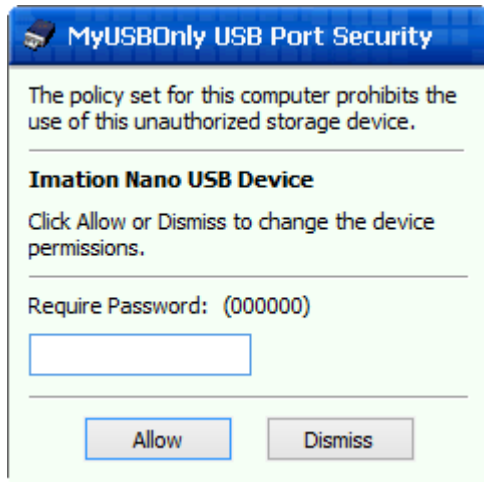 MyUSBOnly USB Port Security
The policy set for this computer prohibits the
use of this unauthorized storage device.
Imation Nano USB Device
Click Allow or Dismiss to change the device
permissions.
Require Password: (000000)
Allow
Dismiss